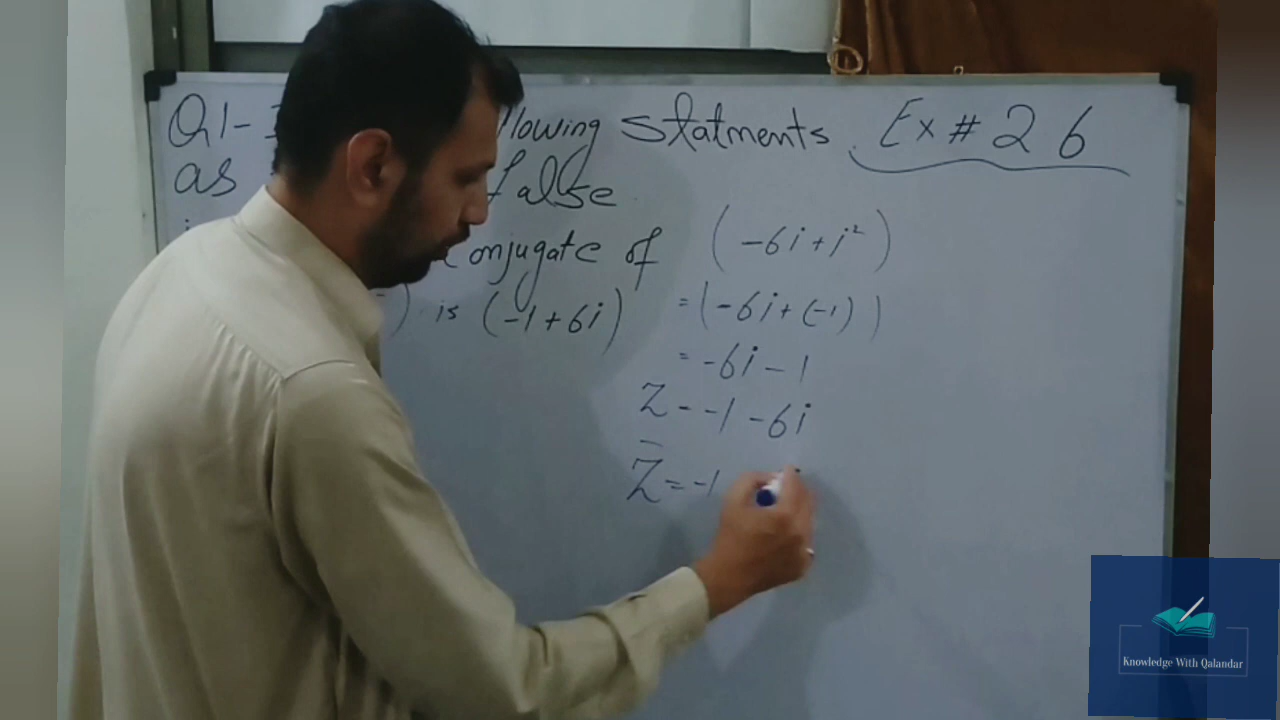 Q1- llowing Statments. Ex # 2 6
as false
Conjugate of (-6i+i²)
) is (-1+6i) =(-6i+(-1))
= -6i-1
Z = -1 -6i
Z̅ = -1
Knowledge With Qalandar